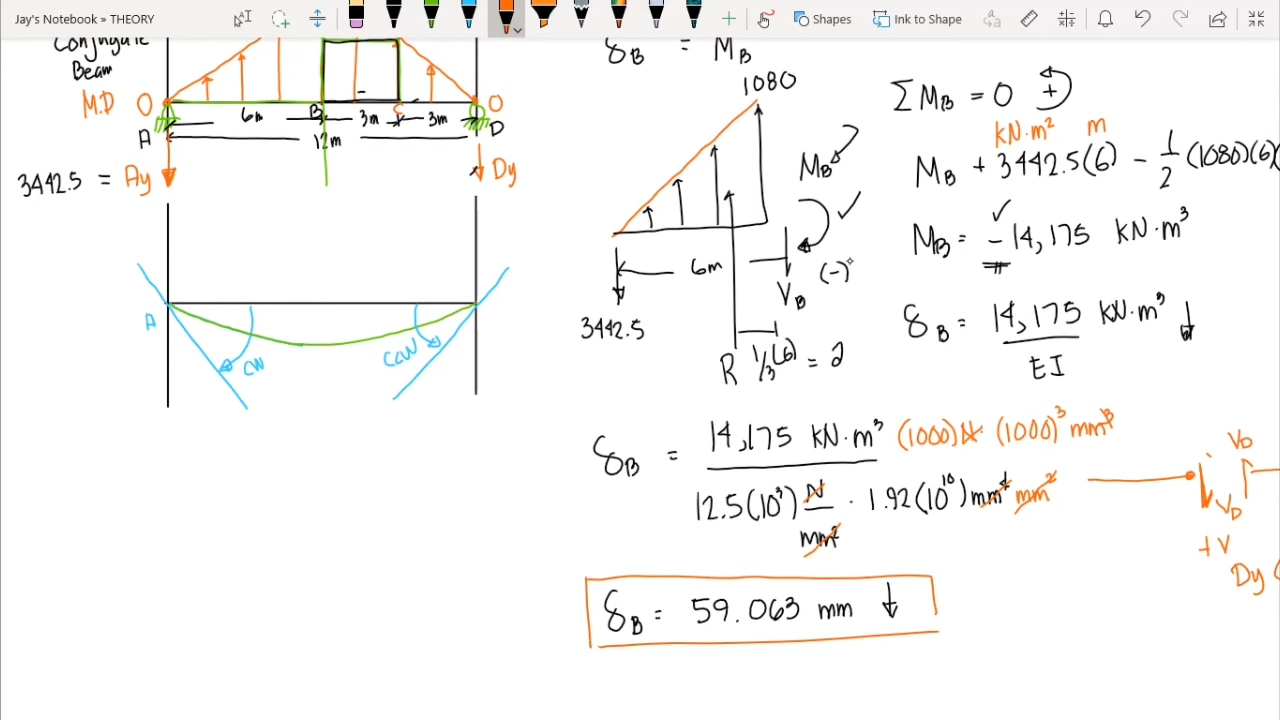 Jay's Notebook » THEORY
Shapes
Ink to Shape
Conjugate
Beam
M.D 0
0
6m
B
C
3m
3m
A
D
12m
3442.5 = Ay
Dy
A
CW
CCW
δB = MB
1080
MB
6m
(-)
VB
3442.5
R 1/3(6) = 2
ΣMB = 0 +
kN·m² m
MB + 3442.5(6) - 1/2 (1080)(6)(
MB = -14,175 kN·m³
δB = 14,175 kN·m³ ↓
EI
δB = 14,175 kN·m³ (1000)N· (1000)³ mm³
12.5(10³) N/mm² · 1.92(10¹⁰) mm⁴ mm²
VD
VD
+V
Dy
δB = 59.063 mm ↓